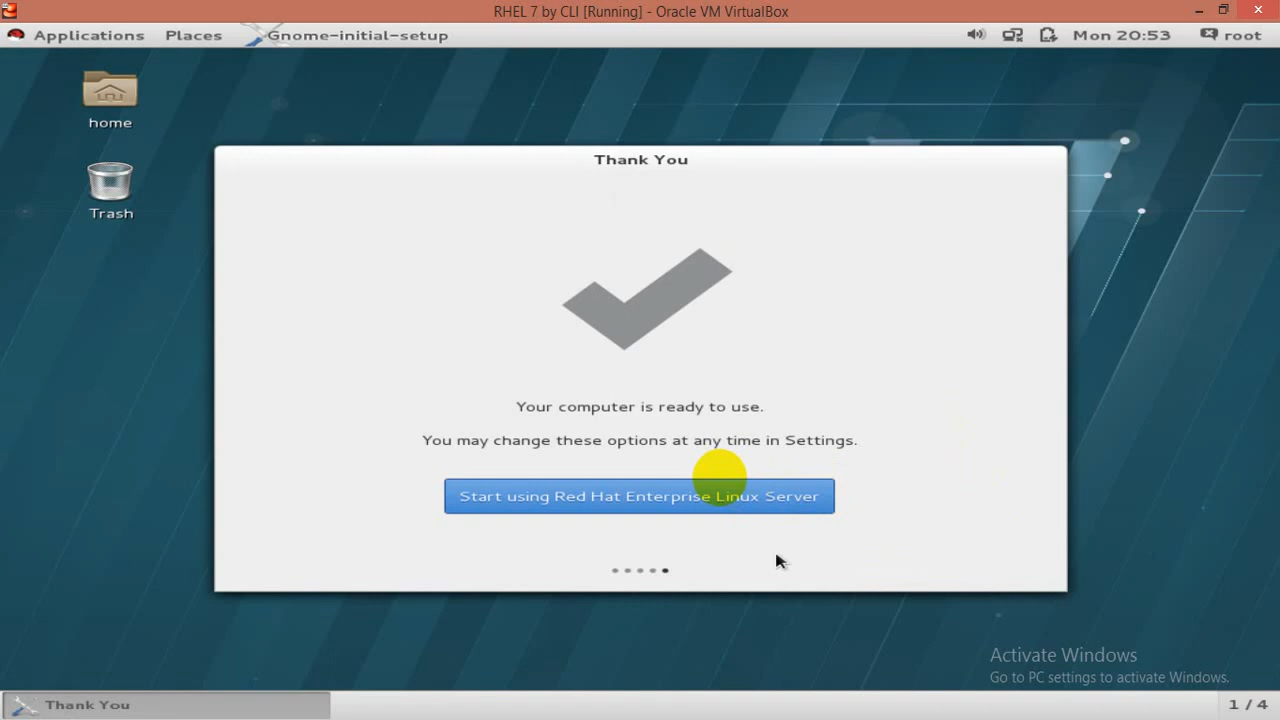 RHEL 7 by CLI [Running] - Oracle VM VirtualBox
Applications Places Gnome-initial-setup Mon 20:53 root
home
Trash
Thank You
Your computer is ready to use.
You may change these options at any time in Settings.
Start using Red Hat Enterprise Linux Server
Activate Windows
Go to PC settings to activate Windows.
Thank You 1 / 4